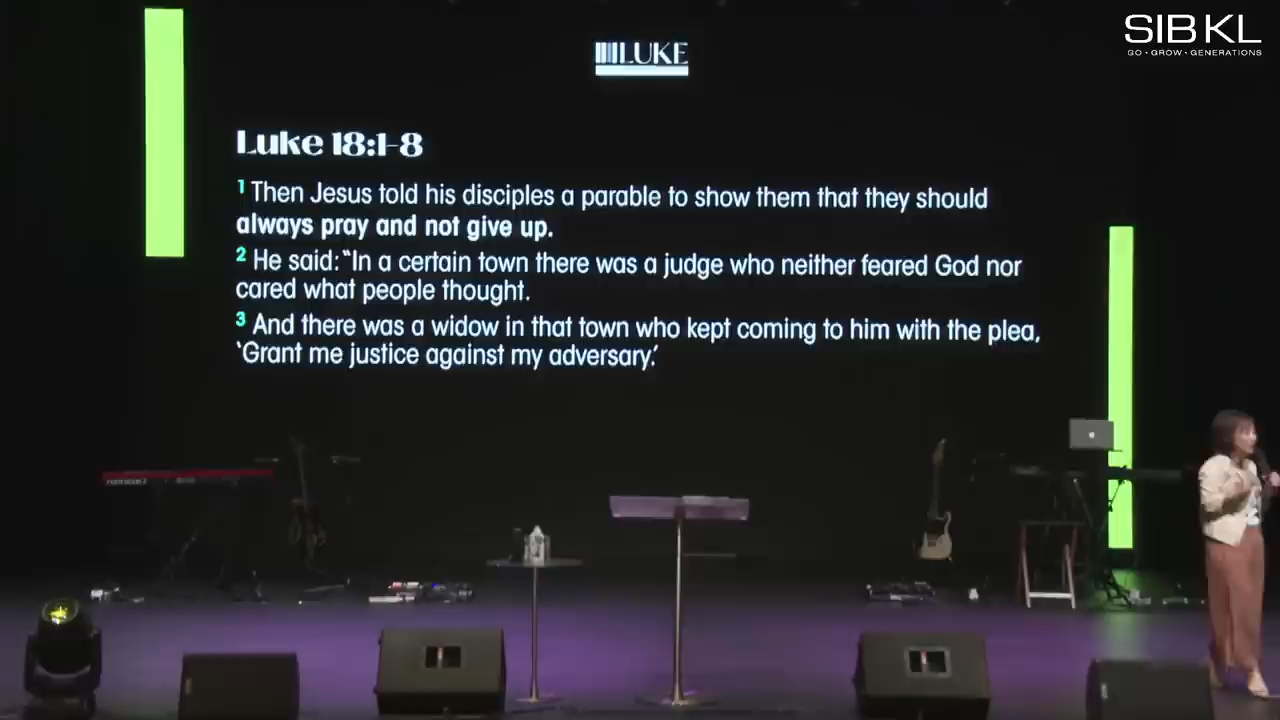 SIBKL
GO · GROW · GENERATIONS
LUKE
Luke 18:1-8
1 Then Jesus told his disciples a parable to show them that they should
always pray and not give up.
2 He said: “In a certain town there was a judge who neither feared God nor
cared what people thought.
3 And there was a widow in that town who kept coming to him with the plea,
‘Grant me justice against my adversary.’